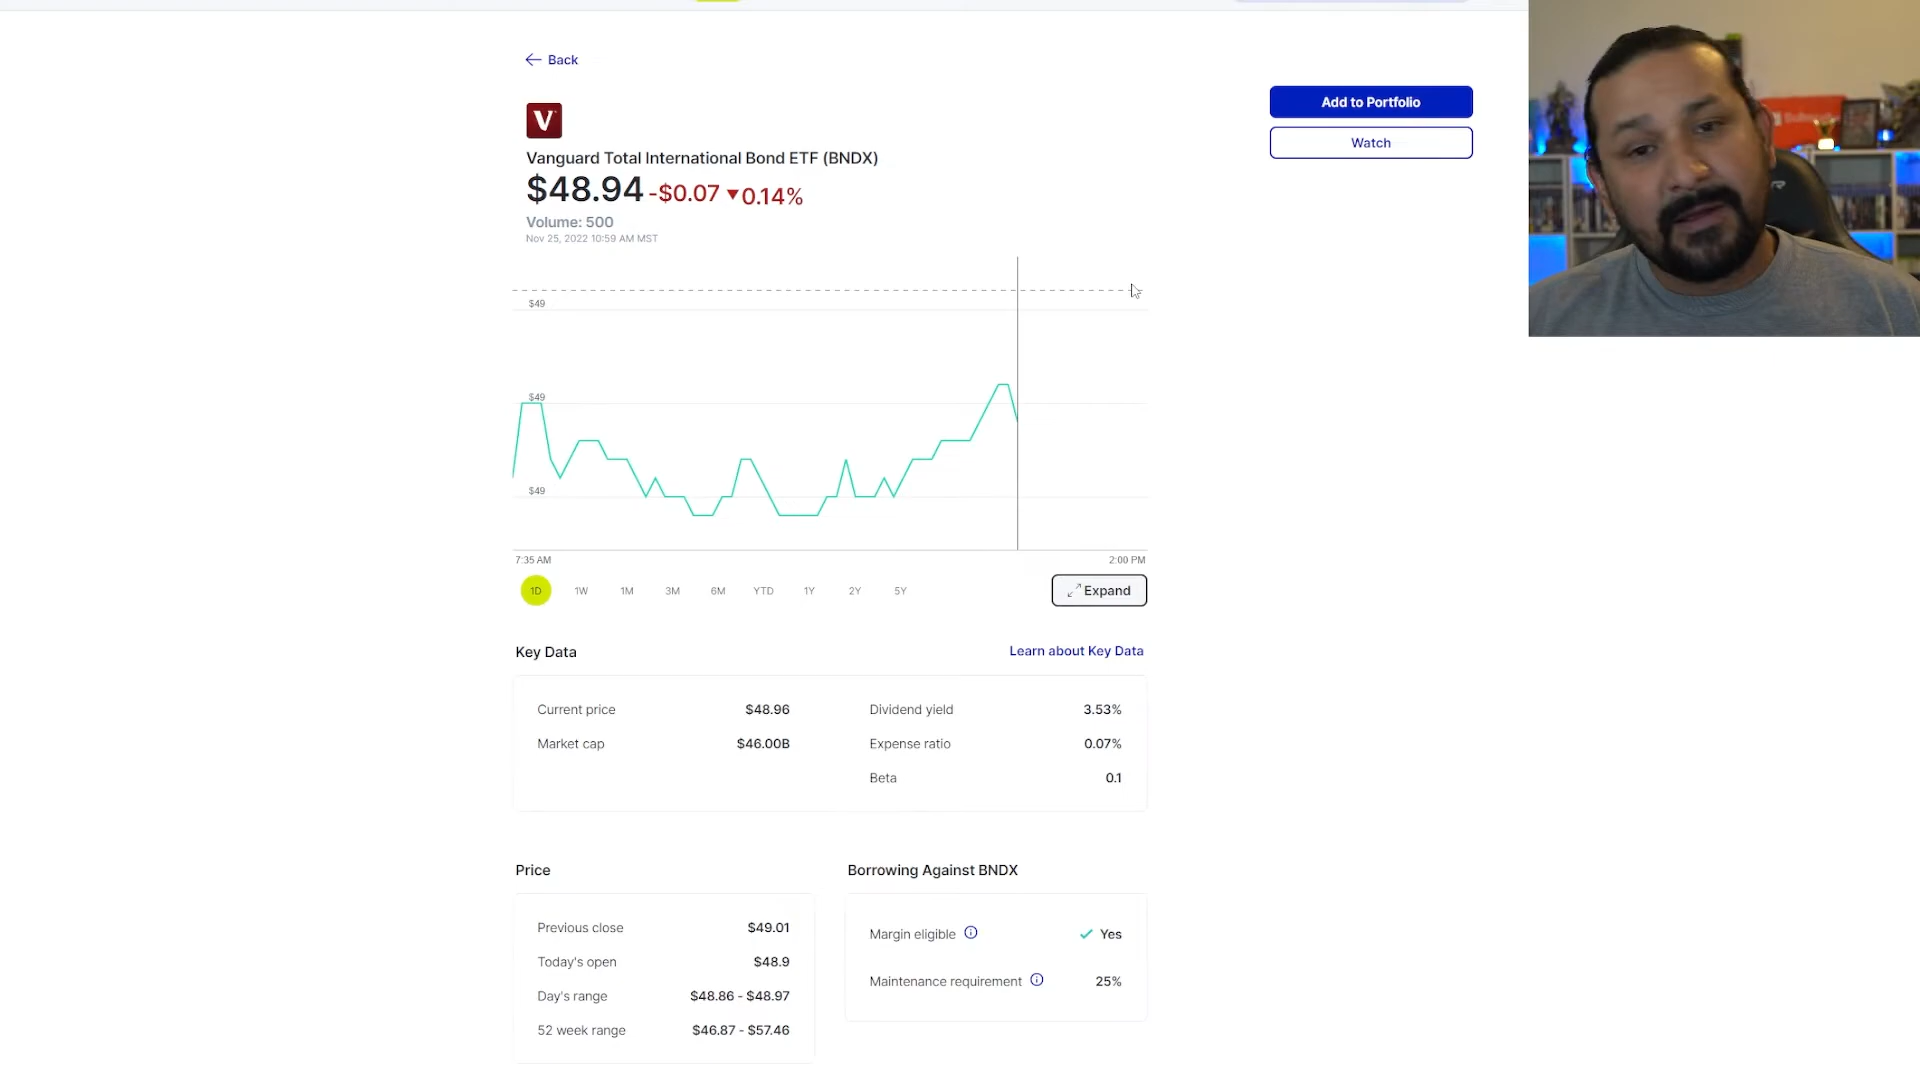 Back
V
Add to Portfolio
Watch
Vanguard Total International Bond ETF (BNDX)
$48.94 -$0.07 ▼0.14%
Volume: 500
Nov 25, 2022 10:59 AM MST
$49
$49
$49
7:35 AM 2:00 PM
1D 1W 1M 3M 6M YTD 1Y 2Y 5Y Expand
Key Data Learn about Key Data
Current price $48.96 Dividend yield 3.53%
Market cap $46.00B Expense ratio 0.07%
Beta 0.1
Price Borrowing Against BNDX
Previous close $49.01
Margin eligible Yes
Today's open $48.9
Maintenance requirement 25%
Day's range $48.86 - $48.97
52 week range $46.87 - $57.46